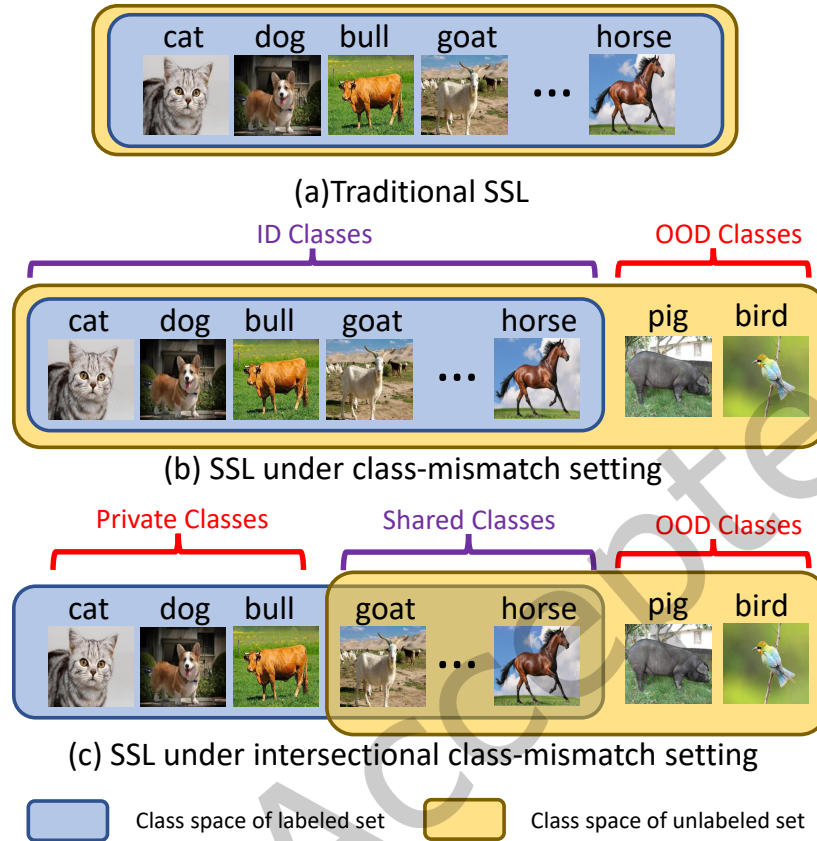 cat dog bull goat ... horse
(a)Traditional SSL
ID Classes OOD Classes
cat dog bull goat ... horse pig bird
(b) SSL under class-mismatch setting
Private Classes Shared Classes OOD Classes
cat dog bull goat ... horse pig bird
(c) SSL under intersectional class-mismatch setting
Class space of labeled set Class space of unlabeled set
Accepte